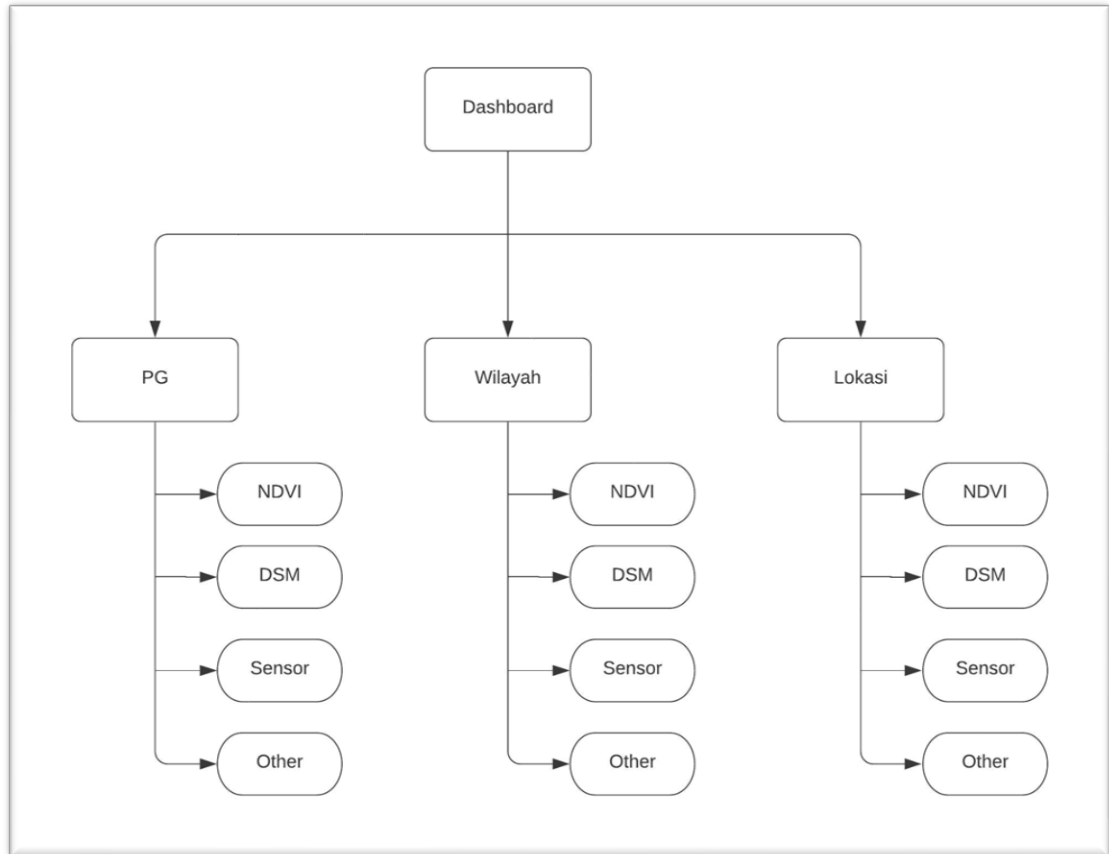 Dashboard
PG
Wilayah
Lokasi
NDVI
NDVI
NDVI
DSM
DSM
DSM
Sensor
Sensor
Sensor
Other
Other
Other